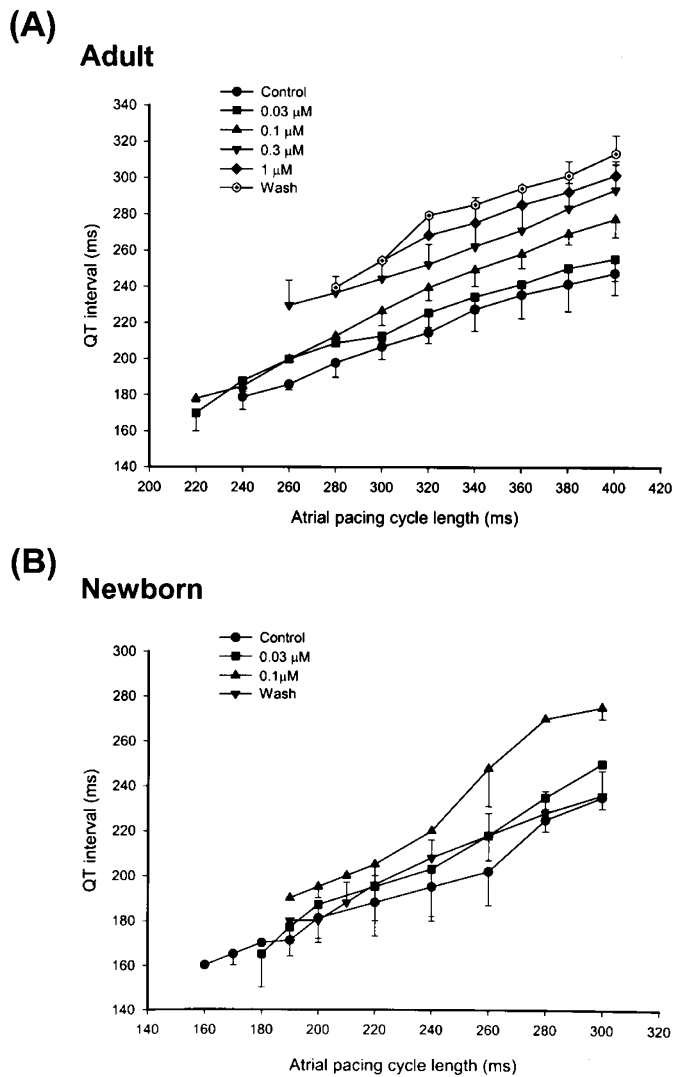 (A)
Adult
Control
0.03 μM
0.1 μM
0.3 μM
1 μM
Wash
340
320
300
280
260
240
220
200
180
160
140
QT interval (ms)
200 220 240 260 280 300 320 340 360 380 400 420
Atrial pacing cycle length (ms)
(B)
Newborn
Control
0.03 μM
0.1μM
Wash
300
280
260
240
220
200
180
160
140
QT interval (ms)
140 160 180 200 220 240 260 280 300 320
Atrial pacing cycle length (ms)